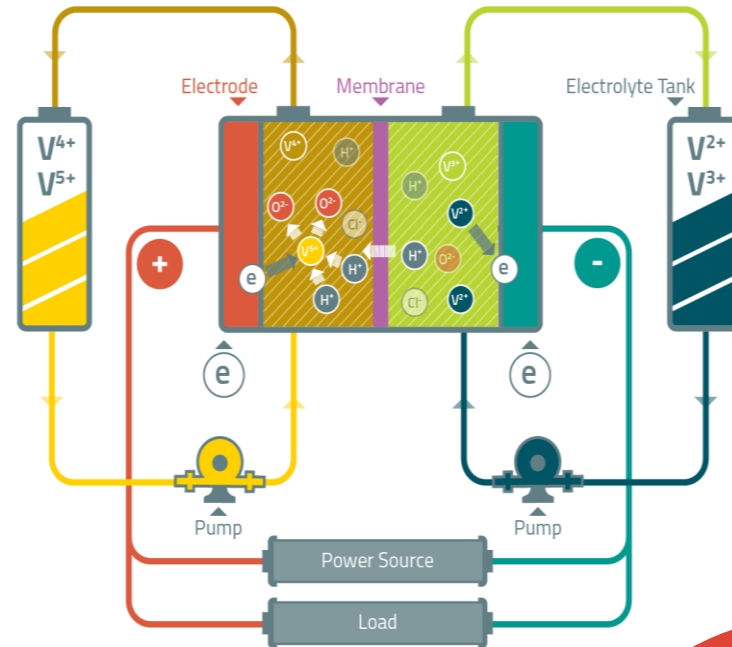 Electrode
Membrane
Electrolyte Tank
V⁴⁺
V⁵⁺
V²⁺
V³⁺
V⁴⁺
H⁺
V³⁺
H⁺
O²⁻
O²⁻
Cl⁻
V²⁺
V⁵⁺
H⁺
O²⁻
H⁺
e
e
H⁺
Cl⁻
V²⁺
+
-
e
e
Pump
Pump
Power Source
Load